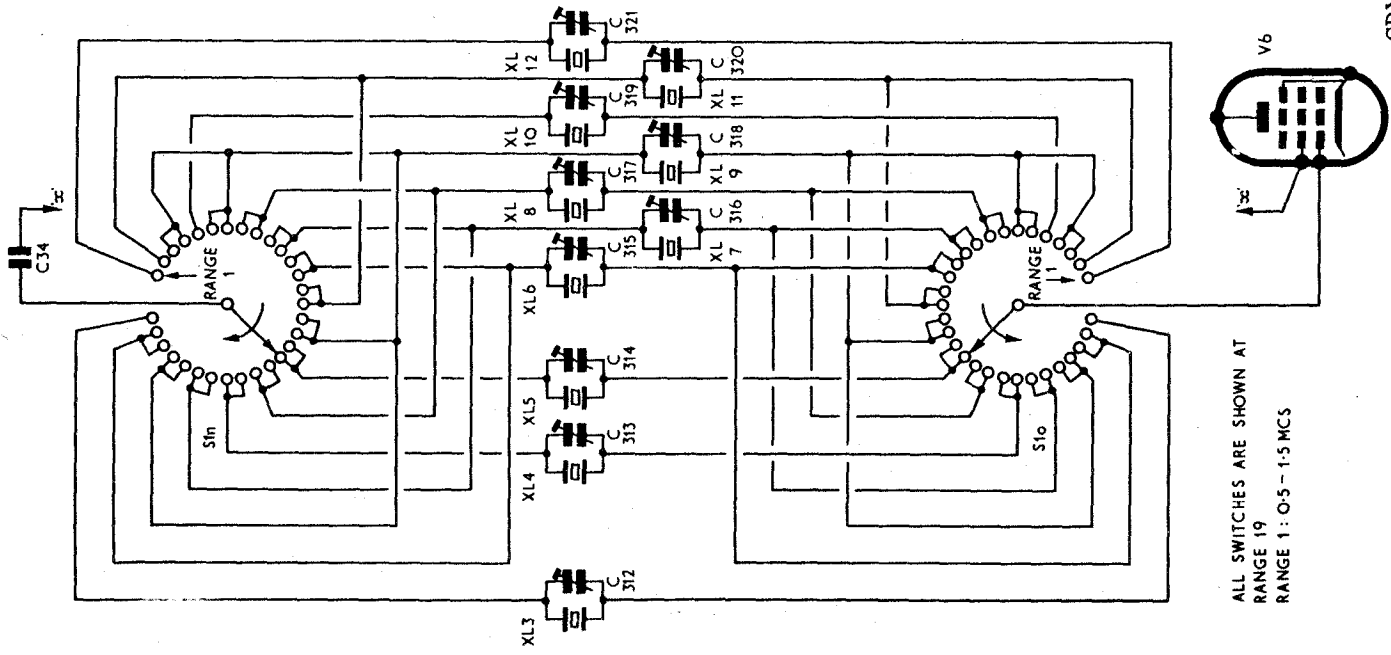 C34
'x'
RANGE
1
S1n
XL3
C
312
XL4
C
313
XL5
C
314
XL6
C
315
XL
7
C
316
XL
8
C
317
XL
9
C
318
XL
10
C
319
XL
11
C
320
XL
12
C
321
RANGE
1
S1o
'x'
V6
ALL SWITCHES ARE SHOWN AT
RANGE 19
RANGE 1 : 0·5 – 1·5 MCS